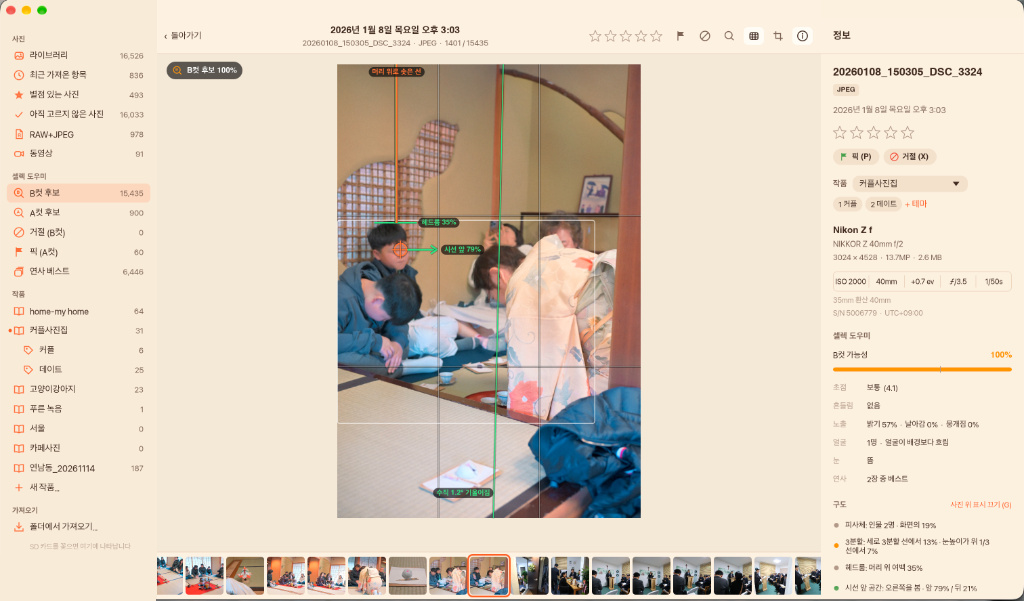 사진
라이브러리 16,526
최근 가져온 항목 836
별점 있는 사진 493
아직 고르지 않은 사진 16,033
RAW+JPEG 978
동영상 91
셀렉 도우미
B컷 후보 15,435
A컷 후보 900
거절 (B컷) 0
픽 (A컷) 60
연사 베스트 6,446
작품
home-my home 64
커플사진집 31
커플 6
데이트 25
고양이강아지 23
푸른 녹음 1
서울 0
카페사진 0
연남동_20261114 187
새 작품...
가져오기
폴더에서 가져오기...
SD 카드를 꽂으면 여기에 나타납니다
돌아가기
2026년 1월 8일 목요일 오후 3:03
20260108_150305_DSC_3324 · JPEG · 1401 / 15435
B컷 후보 100%
머리 위로 솟은 선
헤드룸 35%
시선 앞 79%
수직 1.2° 기울어짐
정보
20260108_150305_DSC_3324
JPEG
2026년 1월 8일 목요일 오후 3:03
픽 (P)
거절 (X)
작품 커플사진집
1 커플 2 데이트 + 테마
Nikon Z f
NIKKOR Z 40mm f/2
3024 × 4528 · 13.7MP · 2.6 MB
ISO 2000 40mm +0.7 ev ƒ/3.5 1/50s
35mm 환산 40mm
S/N 5006779 · UTC+09:00
셀렉 도우미
B컷 가능성 100%
초점 보통 (4.1)
흔들림 없음
노출 밝기 57% · 날아감 0% · 뭉개짐 0%
얼굴 1명 · 얼굴이 배경보다 흐림
눈 뜸
연사 2장 중 베스트
구도 사진 위 표시 끄기 (G)
피사체: 인물 2명 · 화면의 19%
3분할: 세로 3분할 선에서 13% · 눈높이가 위 1/3
선에서 7%
헤드룸: 머리 위 여백 35%
시선 앞 공간: 오른쪽을 봄 · 앞 79% / 뒤 21%